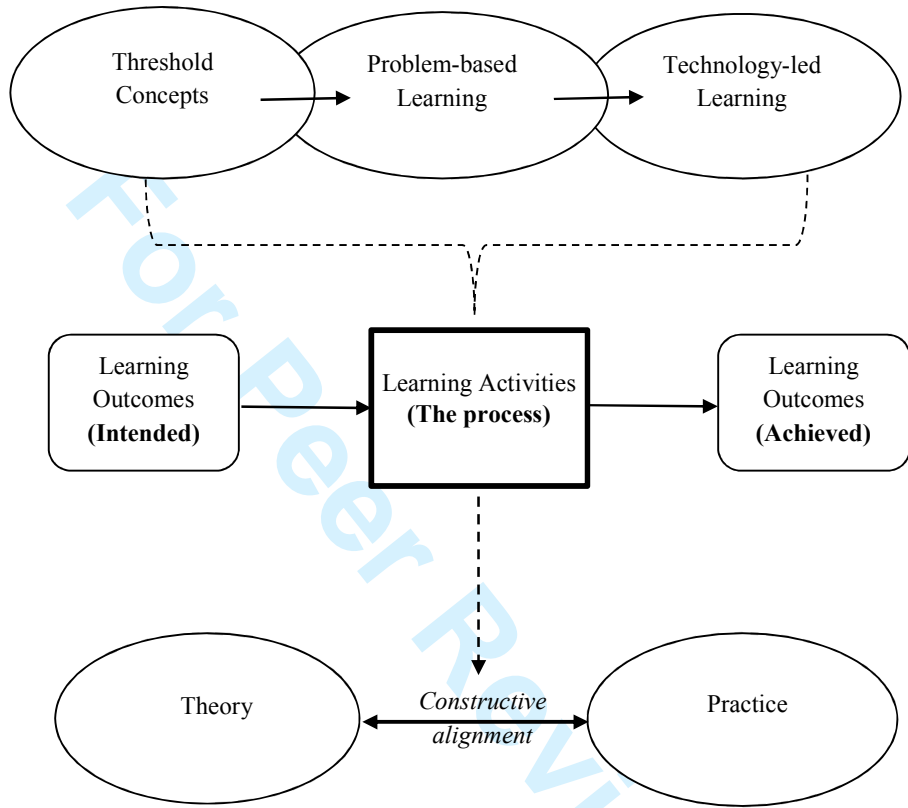 Threshold
Concepts
Problem-based
Learning
Technology-led
Learning
Learning
Outcomes
(Intended)
Learning Activities
(The process)
Learning
Outcomes
(Achieved)
Theory
Constructive
alignment
Practice
For Peer Revi